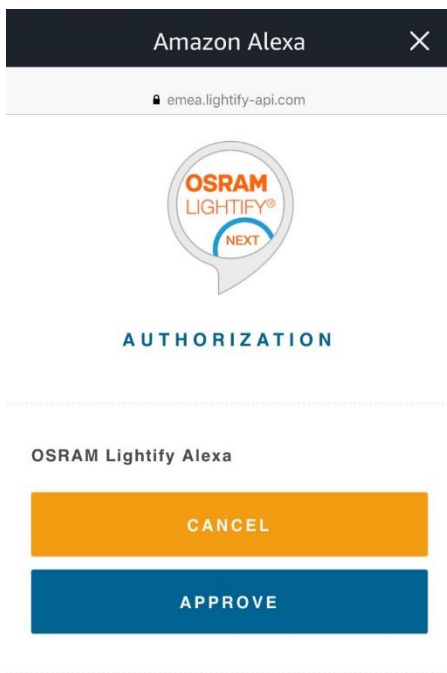 Amazon Alexa
emea.lightify-api.com
OSRAM
LIGHTIFY®
NEXT
AUTHORIZATION
OSRAM Lightify Alexa
CANCEL
APPROVE